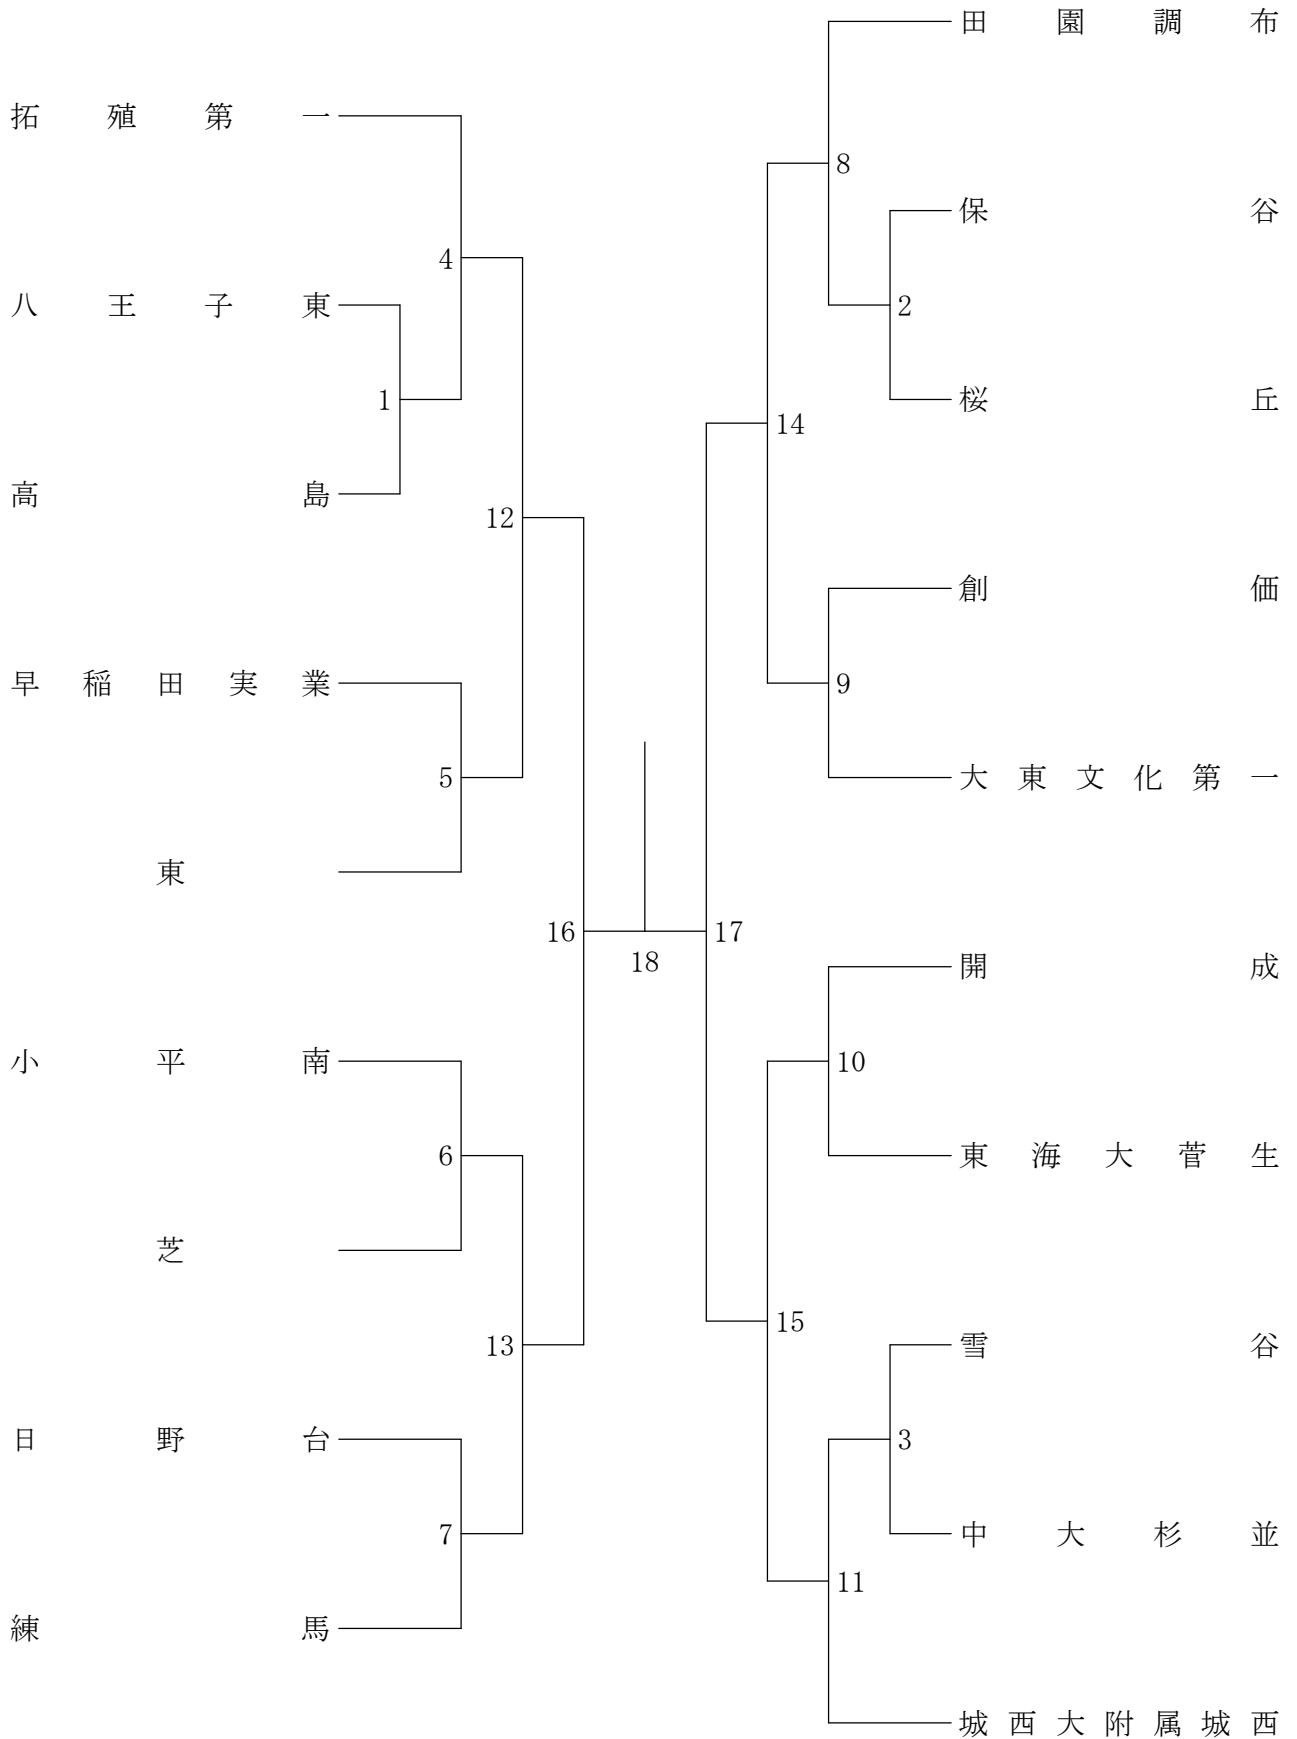 田園調布
拓殖第一
8
保谷
4
八王子東
2
1
桜丘
14
高島
12
創価
早稲田実業
9
5
大東文化第一
東
16
17
18
開成
小平南
10
6
東海大菅生
芝
15
13
雪谷
日野台
3
7
中大杉並
11
練馬
城西大附属城西